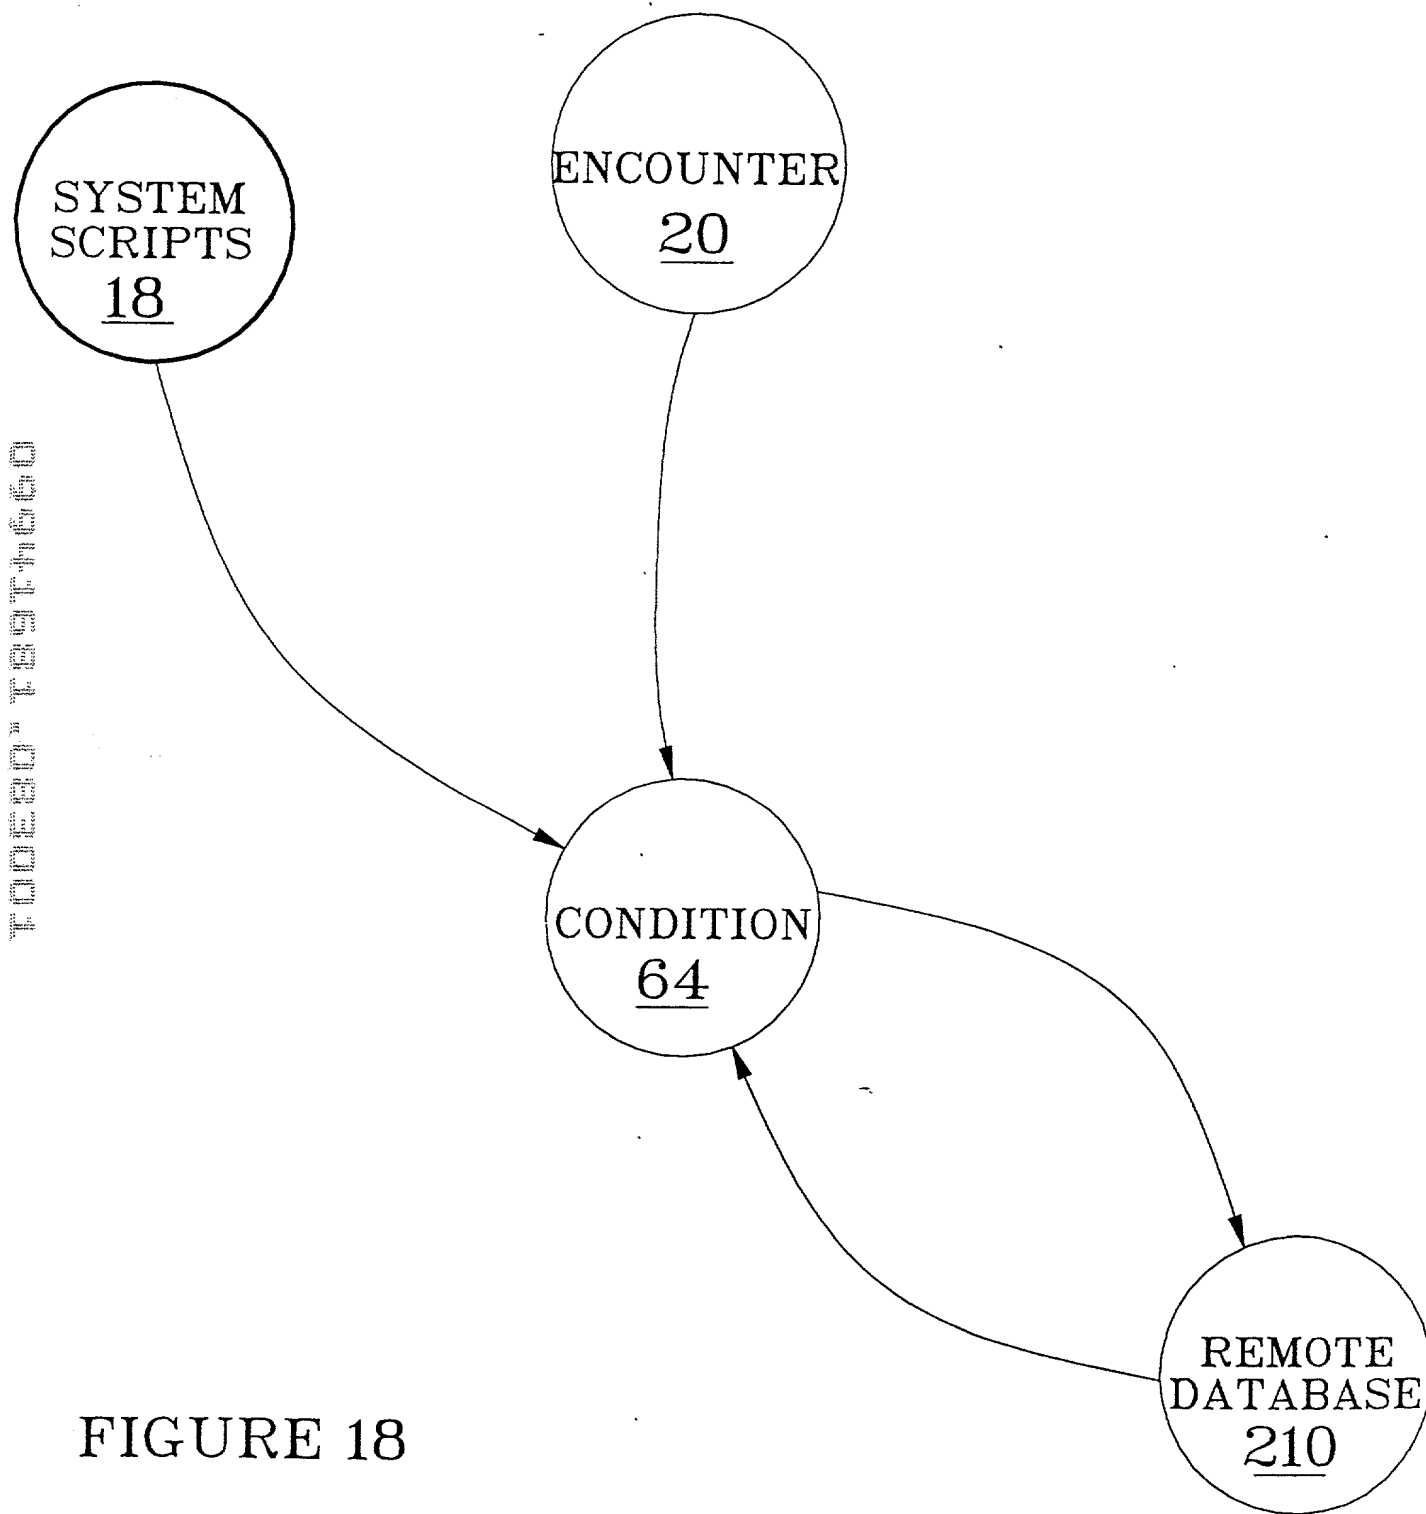 SYSTEM
SCRIPTS
18
ENCOUNTER
20
CONDITION
64
REMOTE
DATABASE
210
FIGURE 18